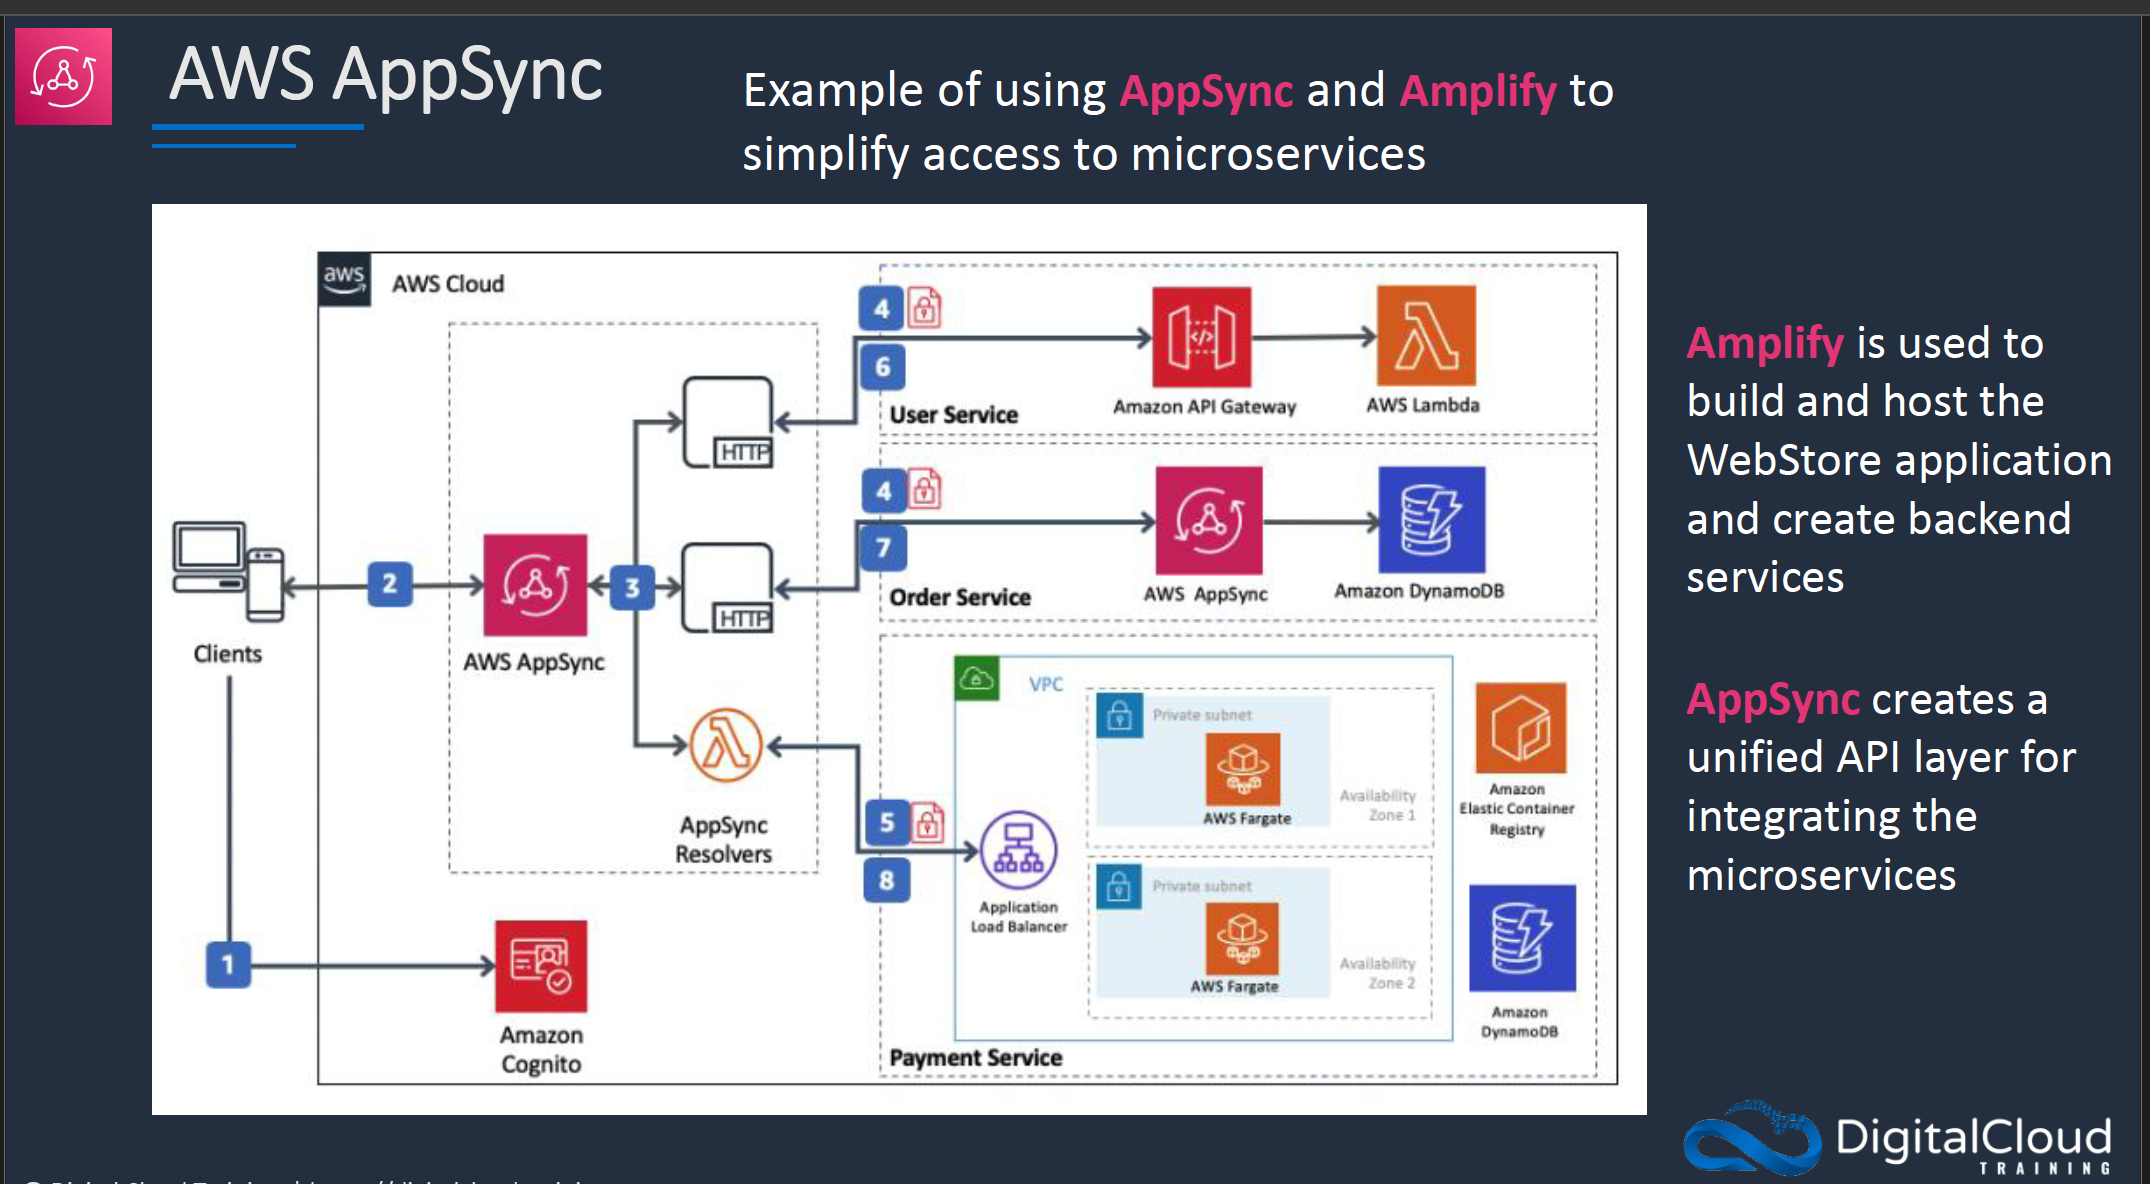 AWS AppSync
Example of using AppSync and Amplify to
simplify access to microservices
aws
AWS Cloud
4
6
User Service
Amazon API Gateway
AWS Lambda
HTTP
4
7
Order Service
AWS AppSync
Amazon DynamoDB
HTTP
Clients
2
AWS AppSync
3
AppSync
Resolvers
5
8
VPC
Private subnet
AWS Fargate
Availability
Zone 1
Private subnet
AWS Fargate
Availability
Zone 2
Application
Load Balancer
Amazon
Elastic Container
Registry
Amazon
DynamoDB
Payment Service
1
Amazon
Cognito
Amplify is used to
build and host the
WebStore application
and create backend
services
AppSync creates a
unified API layer for
integrating the
microservices
DigitalCloud
TRAINING